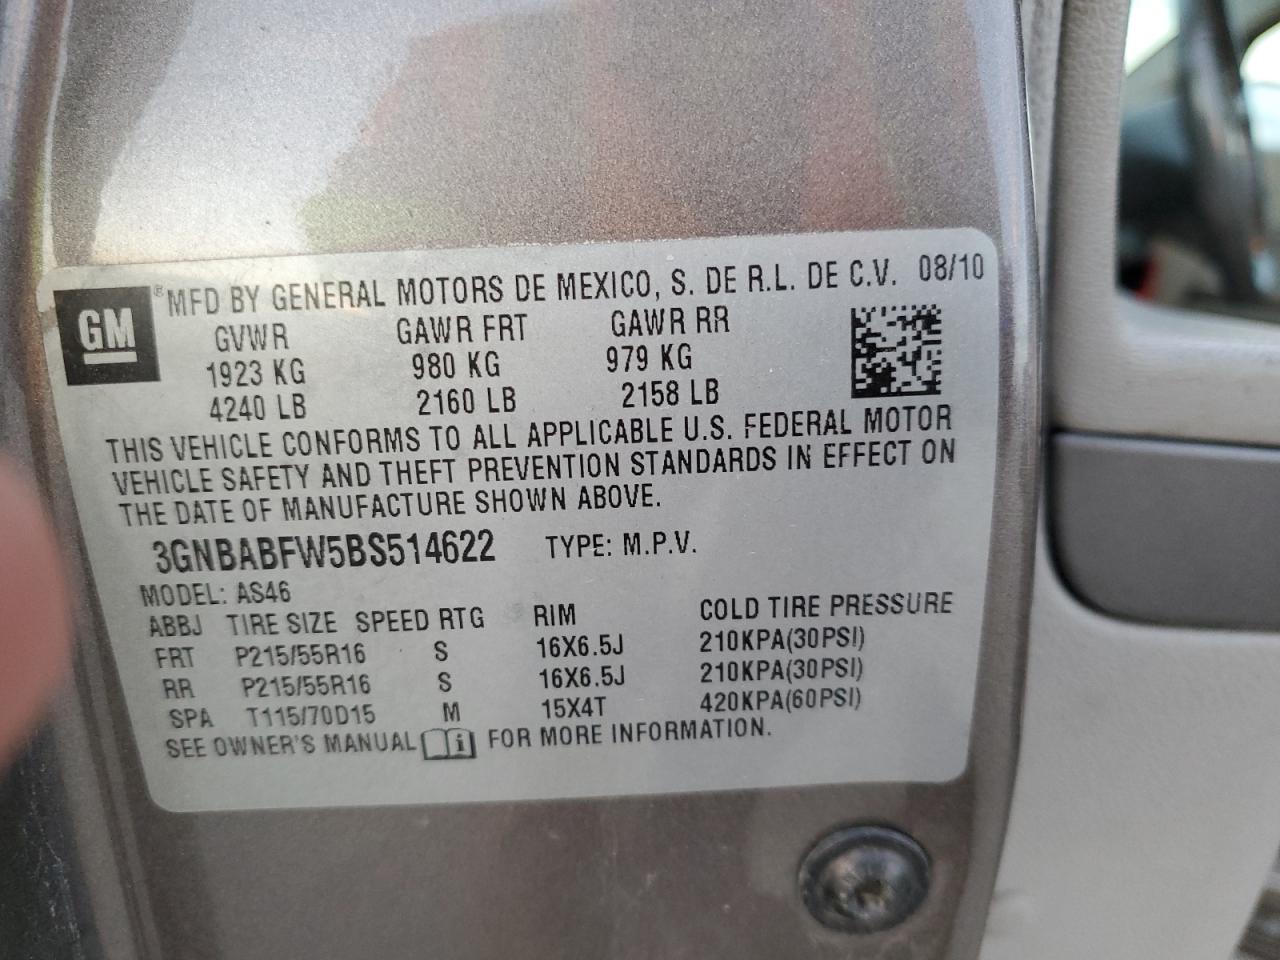 GM ® MFD BY GENERAL MOTORS DE MEXICO, S. DE R.L. DE C.V. 08/10
GVWR GAWR FRT GAWR RR
1923 KG 980 KG 979 KG
4240 LB 2160 LB 2158 LB
THIS VEHICLE CONFORMS TO ALL APPLICABLE U.S. FEDERAL MOTOR
VEHICLE SAFETY AND THEFT PREVENTION STANDARDS IN EFFECT ON
THE DATE OF MANUFACTURE SHOWN ABOVE.
3GNBABFW5BS514622 TYPE: M.P.V.
MODEL: AS46
ABBJ TIRE SIZE SPEED RTG RIM COLD TIRE PRESSURE
FRT P215/55R16 S 16X6.5J 210KPA(30PSI)
RR P215/55R16 S 16X6.5J 210KPA(30PSI)
SPA T115/70D15 M 15X4T 420KPA(60PSI)
SEE OWNER'S MANUAL i FOR MORE INFORMATION.